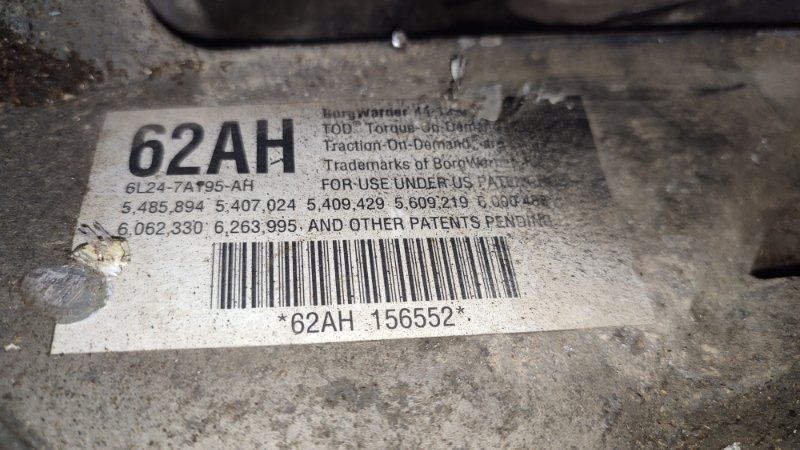 62AH
6L24-7A195-AH
BorgWarner 44-
TOD® Torque-On-Demand
Traction-On-Demand, are
Trademarks of BorgWarner
FOR USE UNDER US PATENTS
5,485,894 5,407,024 5,409,429 5,609,219
6,062,330 6,263,995 AND OTHER PATENTS PENDING
*62AH 156552*